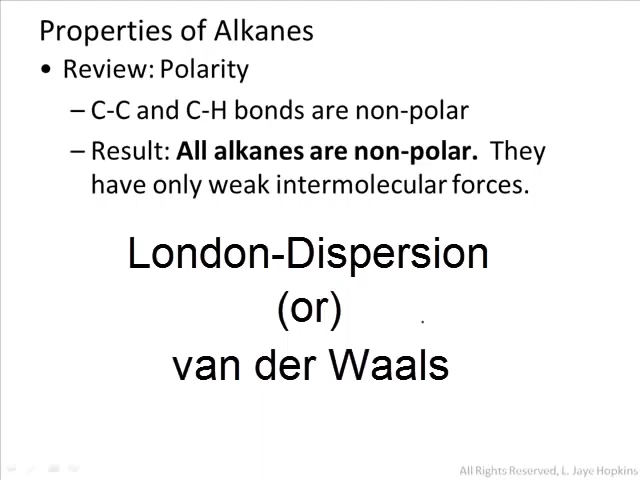 Properties of Alkanes
• Review: Polarity
– C-C and C-H bonds are non-polar
– Result: All alkanes are non-polar. They
have only weak intermolecular forces.
London-Dispersion
(or)
van der Waals
All Rights Reserved, L. Jaye Hopkins